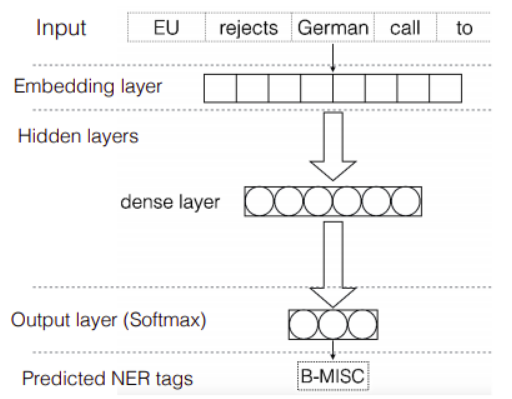 Input EU rejects German call to
Embedding layer
Hidden layers
dense layer
Output layer (Softmax)
Predicted NER tags B-MISC